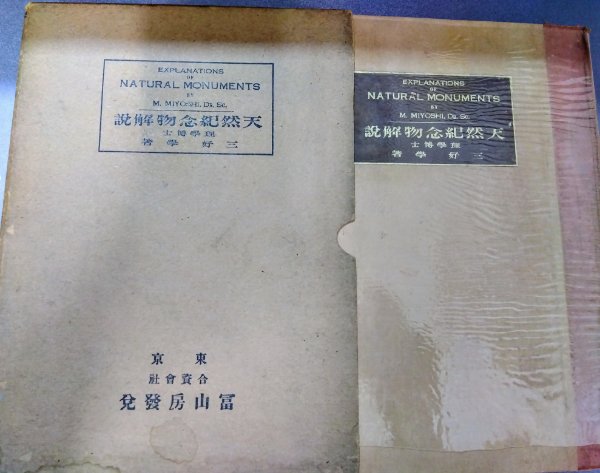 EXPLANATIONS
OF
NATURAL MONUMENTS
BY
M. MIYOSHI, Ds. Sc.
天然紀念物解說
理學博士
三好學著
東京
合資會社
冨山房發兌
EXPLANATIONS
OF
NATURAL MONUMENTS
BY
M. MIYOSHI, Ds. Sc.
天然紀念物解說
理學博士
三好學著